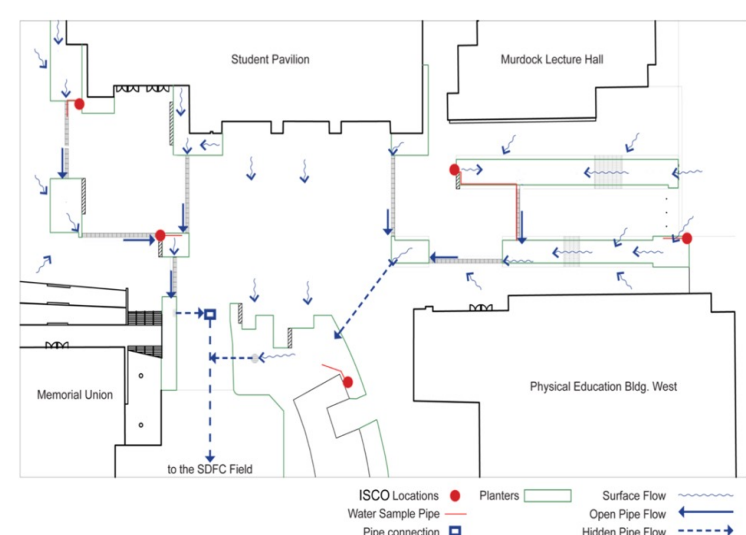 Student Pavilion
Murdock Lecture Hall
Memorial Union
Physical Education Bldg. West
to the SDFC Field
ISCO Locations
Planters
Surface Flow
Water Sample Pipe
Open Pipe Flow
Pipe connection
Hidden Pipe Flow